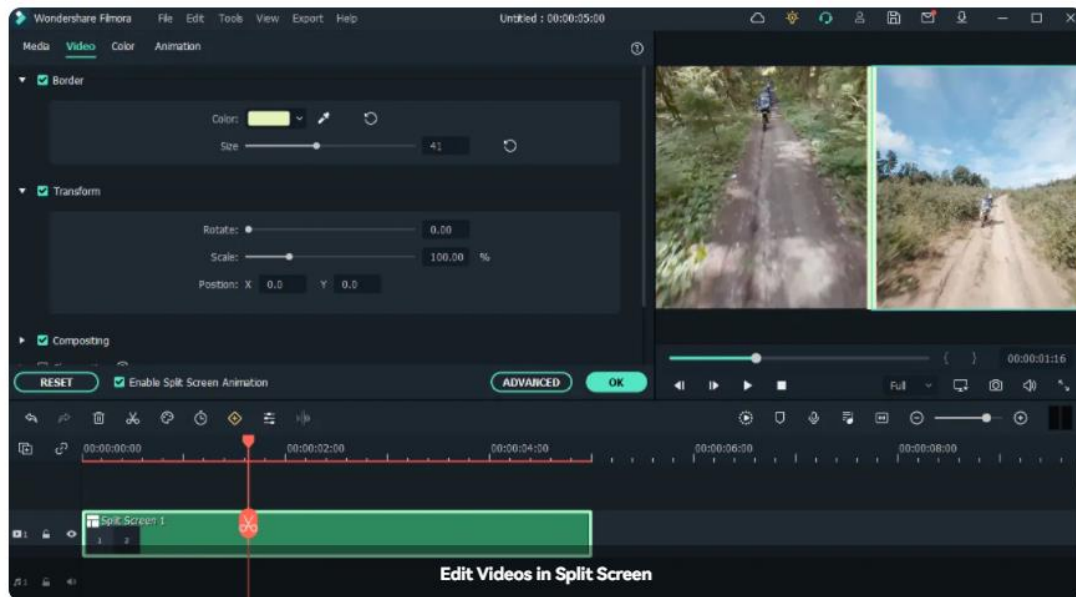 Wondershare Filmora File Edit Tools View Export Help Untitled : 00:00:05:00
Media Video Color Animation
Border
Color:
Size 41
Transform
Rotate: 0.00
Scale: 100.00 %
Position: X 0.0 Y 0.0
Composting
00:00:01:16
RESET Enable Split Screen Animation ADVANCED OK
Full
00:00:00:00 00:00:02:00 00:00:04:00 00:00:06:00 00:00:08:00
Split Screen 1
1 2
1
Edit Videos in Split Screen
1